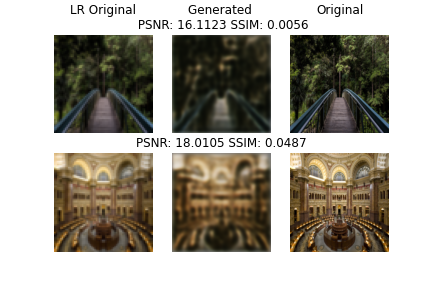 LR Original Generated Original
PSNR: 16.1123 SSIM: 0.0056
PSNR: 18.0105 SSIM: 0.0487